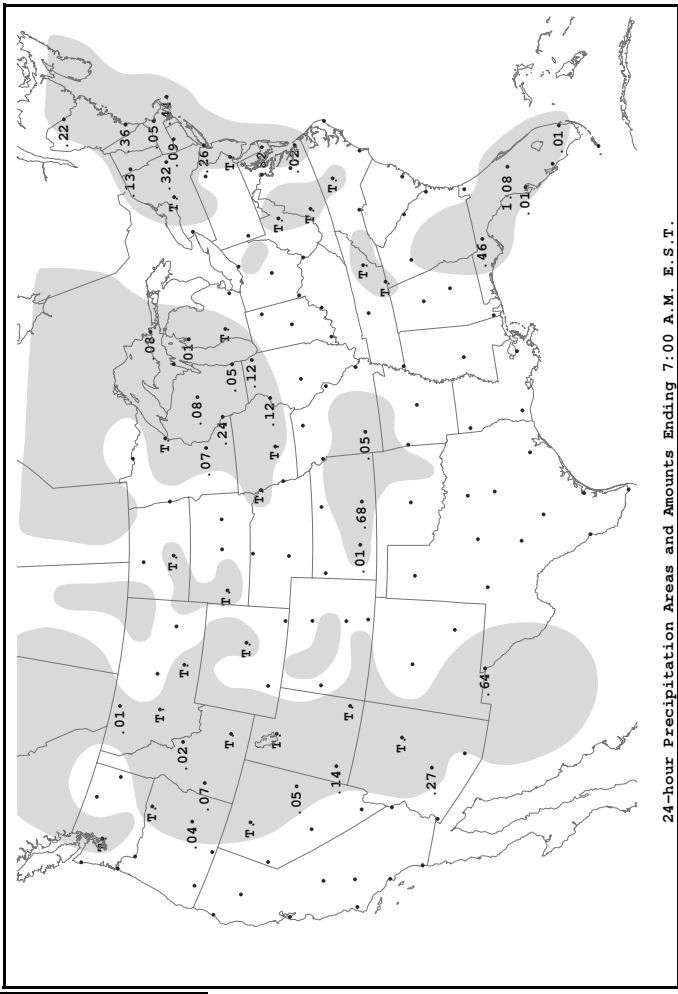 .22
.01 .36
.13
T .08 .05
T T .32
T T .09
.02 T .01
.04 .08
.07 .07 .26
T .24 T
T .05 T
T T .12
T
T T .12 T
.05 .02
T
.14 T
T
.01 .68 .05 T
T
T
.27
.64 .46
1.08
.01
.01
24-hour Precipitation Areas and Amounts Ending 7:00 A.M. E.S.T.